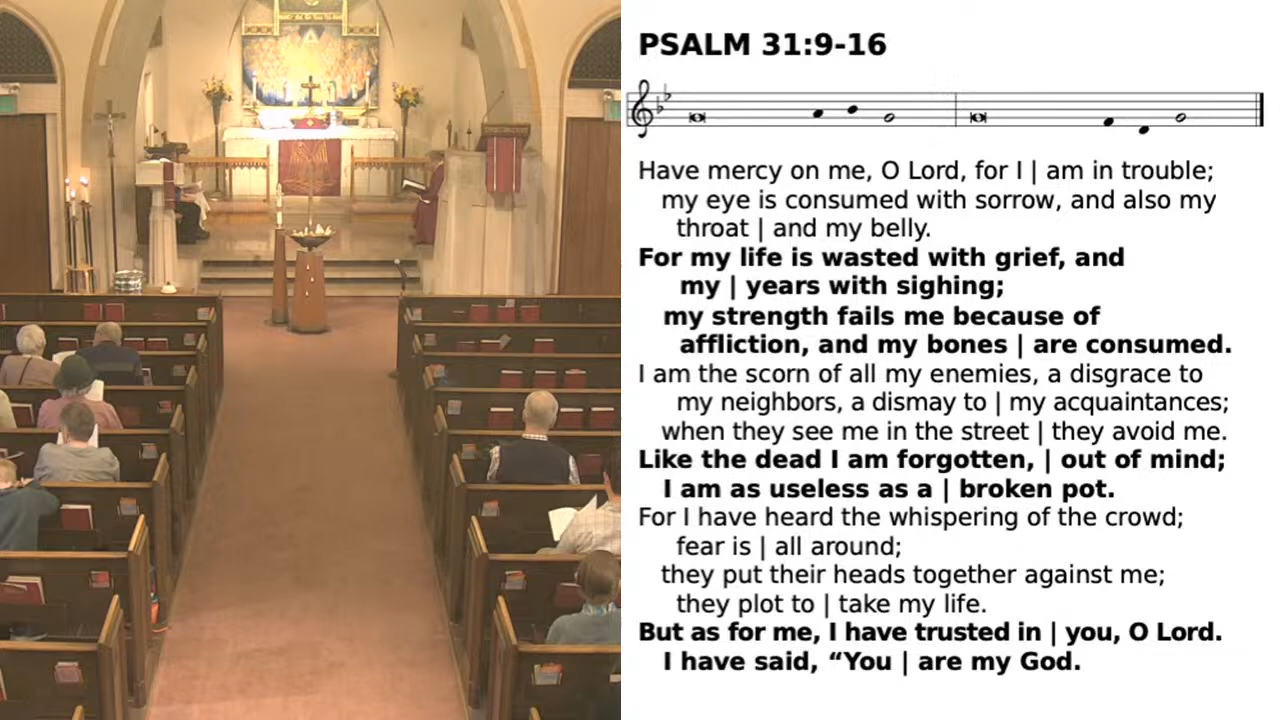 PSALM 31:9-16
Have mercy on me, O Lord, for I | am in trouble;
my eye is consumed with sorrow, and also my
throat | and my belly.
For my life is wasted with grief, and
my | years with sighing;
my strength fails me because of
affliction, and my bones | are consumed.
I am the scorn of all my enemies, a disgrace to
my neighbors, a dismay to | my acquaintances;
when they see me in the street | they avoid me.
Like the dead I am forgotten, | out of mind;
I am as useless as a | broken pot.
For I have heard the whispering of the crowd;
fear is | all around;
they put their heads together against me;
they plot to | take my life.
But as for me, I have trusted in | you, O Lord.
I have said, “You | are my God.